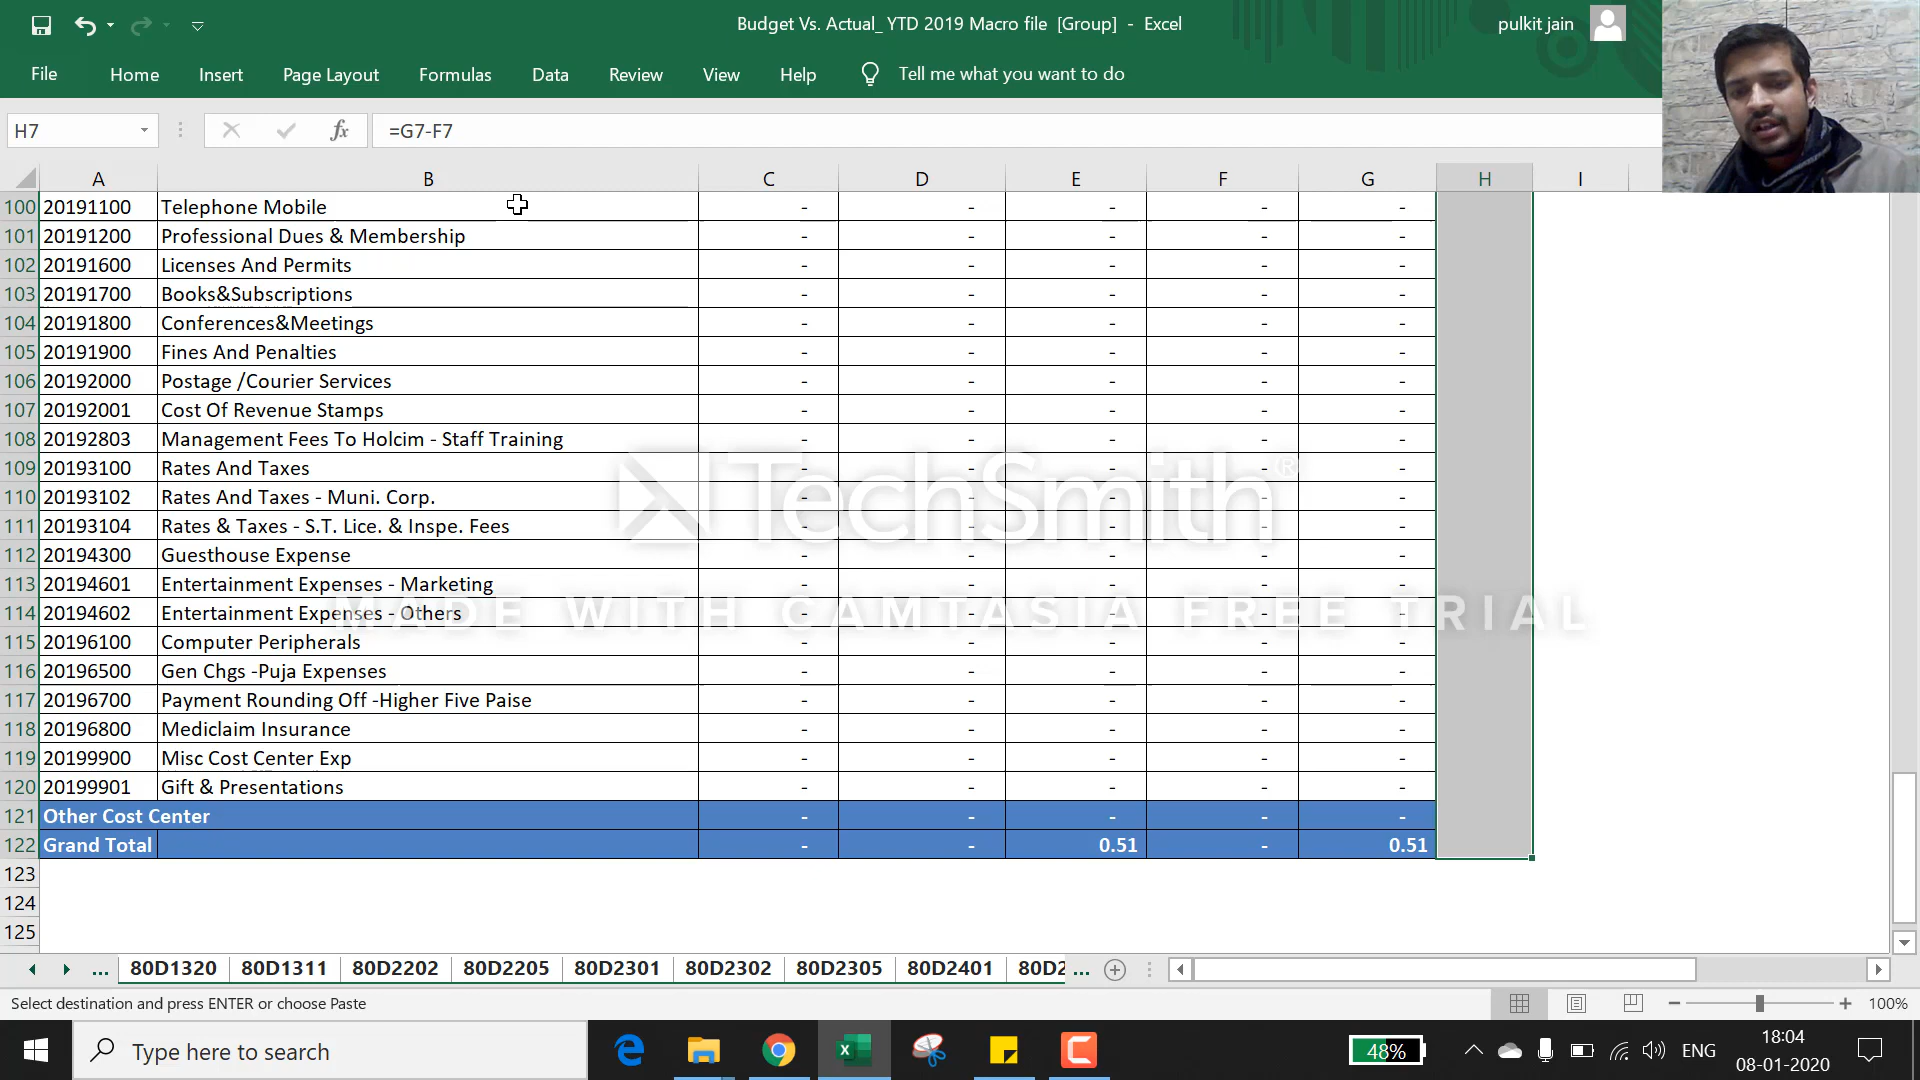 Budget Vs. Actual_ YTD 2019 Macro file [Group] - Excel
pulkit jain
File Home Insert Page Layout Formulas Data Review View Help Tell me what you want to do
H7 fx =G7-F7
A B C D E F G H I
100 20191100 Telephone Mobile - - - - -
101 20191200 Professional Dues & Membership - - - - -
102 20191600 Licenses And Permits - - - - -
103 20191700 Books&Subscriptions - - - - -
104 20191800 Conferences&Meetings - - - - -
105 20191900 Fines And Penalties - - - - -
106 20192000 Postage /Courier Services - - - - -
107 20192001 Cost Of Revenue Stamps - - - - -
108 20192803 Management Fees To Holcim - Staff Training - - - - -
109 20193100 Rates And Taxes - - - - -
110 20193102 Rates And Taxes - Muni. Corp. - - - - -
111 20193104 Rates & Taxes - S.T. Lice. & Inspe. Fees - - - - -
TechSmith®
112 20194300 Guesthouse Expense - - - - -
113 20194601 Entertainment Expenses - Marketing - - - - -
114 20194602 Entertainment Expenses - Others - - - - -
MADE WITH CAMTASIA FREE TRIAL
115 20196100 Computer Peripherals - - - - -
116 20196500 Gen Chgs -Puja Expenses - - - - -
117 20196700 Payment Rounding Off -Higher Five Paise - - - - -
118 20196800 Mediclaim Insurance - - - - -
119 20199900 Misc Cost Center Exp - - - - -
120 20199901 Gift & Presentations - - - - -
121 Other Cost Center - - - - -
122 Grand Total - - 0.51 - 0.51
123
124
125
... 80D1320 80D1311 80D2202 80D2205 80D2301 80D2302 80D2305 80D2401 80D2 ...
Select destination and press ENTER or choose Paste
100%
Type here to search
48%
ENG
18:04
08-01-2020